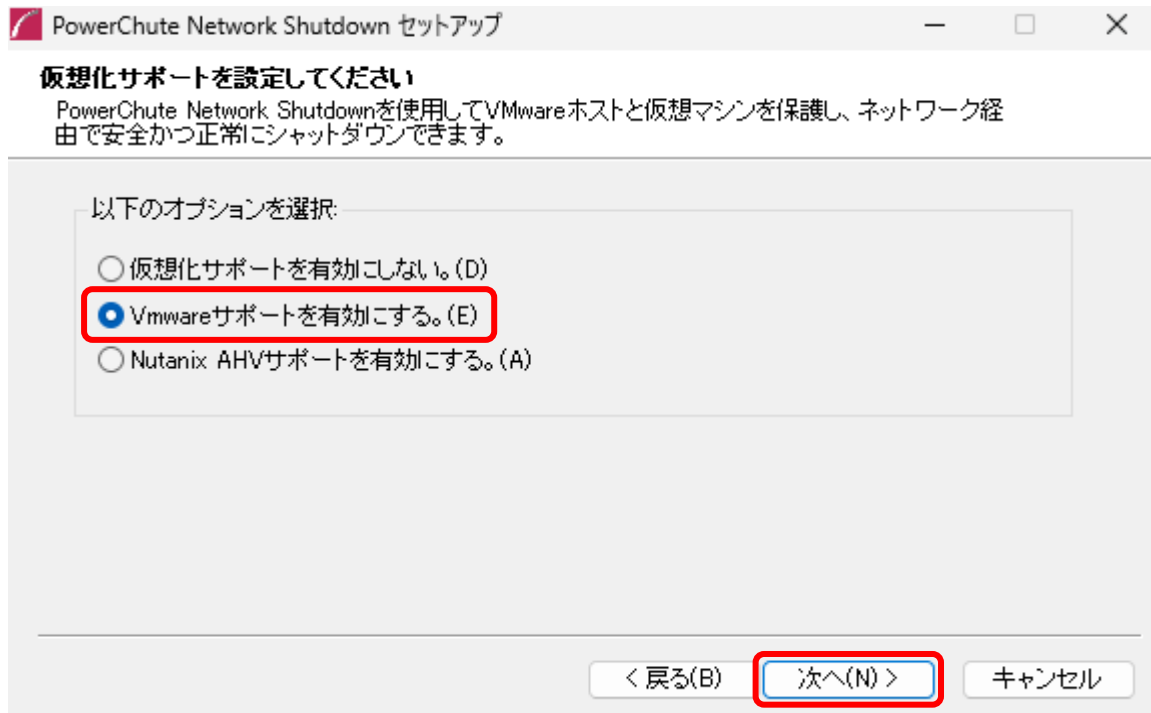 PowerChute Network Shutdown セットアップ
仮想化サポートを設定してください
PowerChute Network Shutdownを使用してVMwareホストと仮想マシンを保護し、ネットワーク経
由で安全かつ正常にシャットダウンできます。
以下のオプションを選択:
仮想化サポートを有効にしない。(D)
Vmwareサポートを有効にする。(E)
Nutanix AHVサポートを有効にする。(A)
< 戻る(B) 次へ(N) > キャンセル